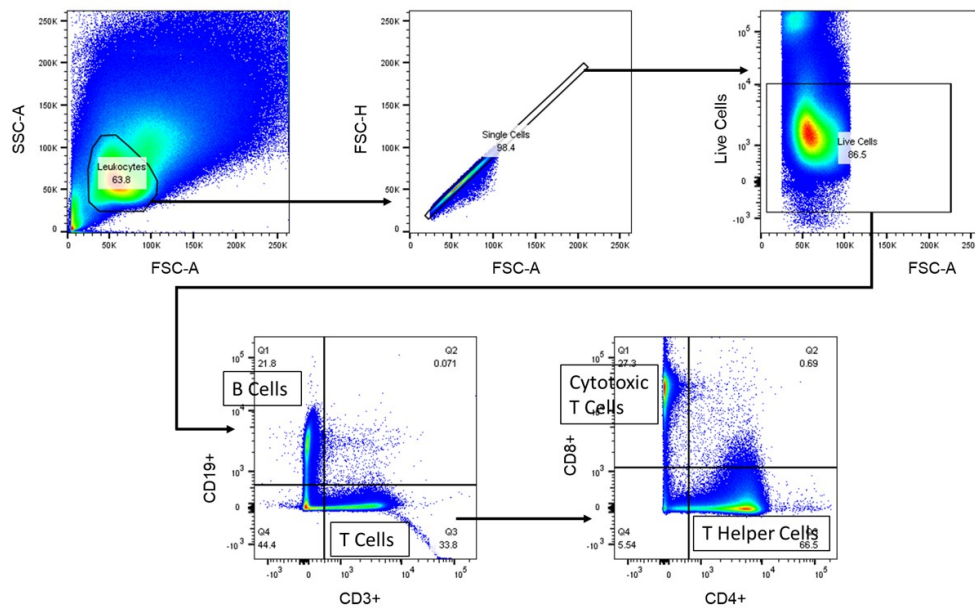 250K
200K
150K
100K
50K
0
SSC-A
Leukocytes
63.8
0
50K
100K
150K
200K
250K
FSC-A
250K
200K
150K
100K
50K
0
FSC-H
Single Cells
98.4
0
50K
100K
150K
200K
250K
FSC-A
10^5
10^4
10^3
0
-10^3
Live Cells
Live Cells
86.5
0
50K
100K
150K
200K
250K
FSC-A
10^5
10^4
10^3
0
-10^3
CD19+
Q1
21.8
B Cells
Q2
0.071
Q4
44.4
T Cells
Q3
33.8
-10^3
0
10^3
10^4
10^5
CD3+
10^5
10^4
10^3
0
-10^3
CD8+
Q1
27.3
Cytotoxic
T Cells
Q2
0.69
Q4
5.54
T Helper Cells
66.5
-10^3
0
10^3
10^4
10^5
CD4+